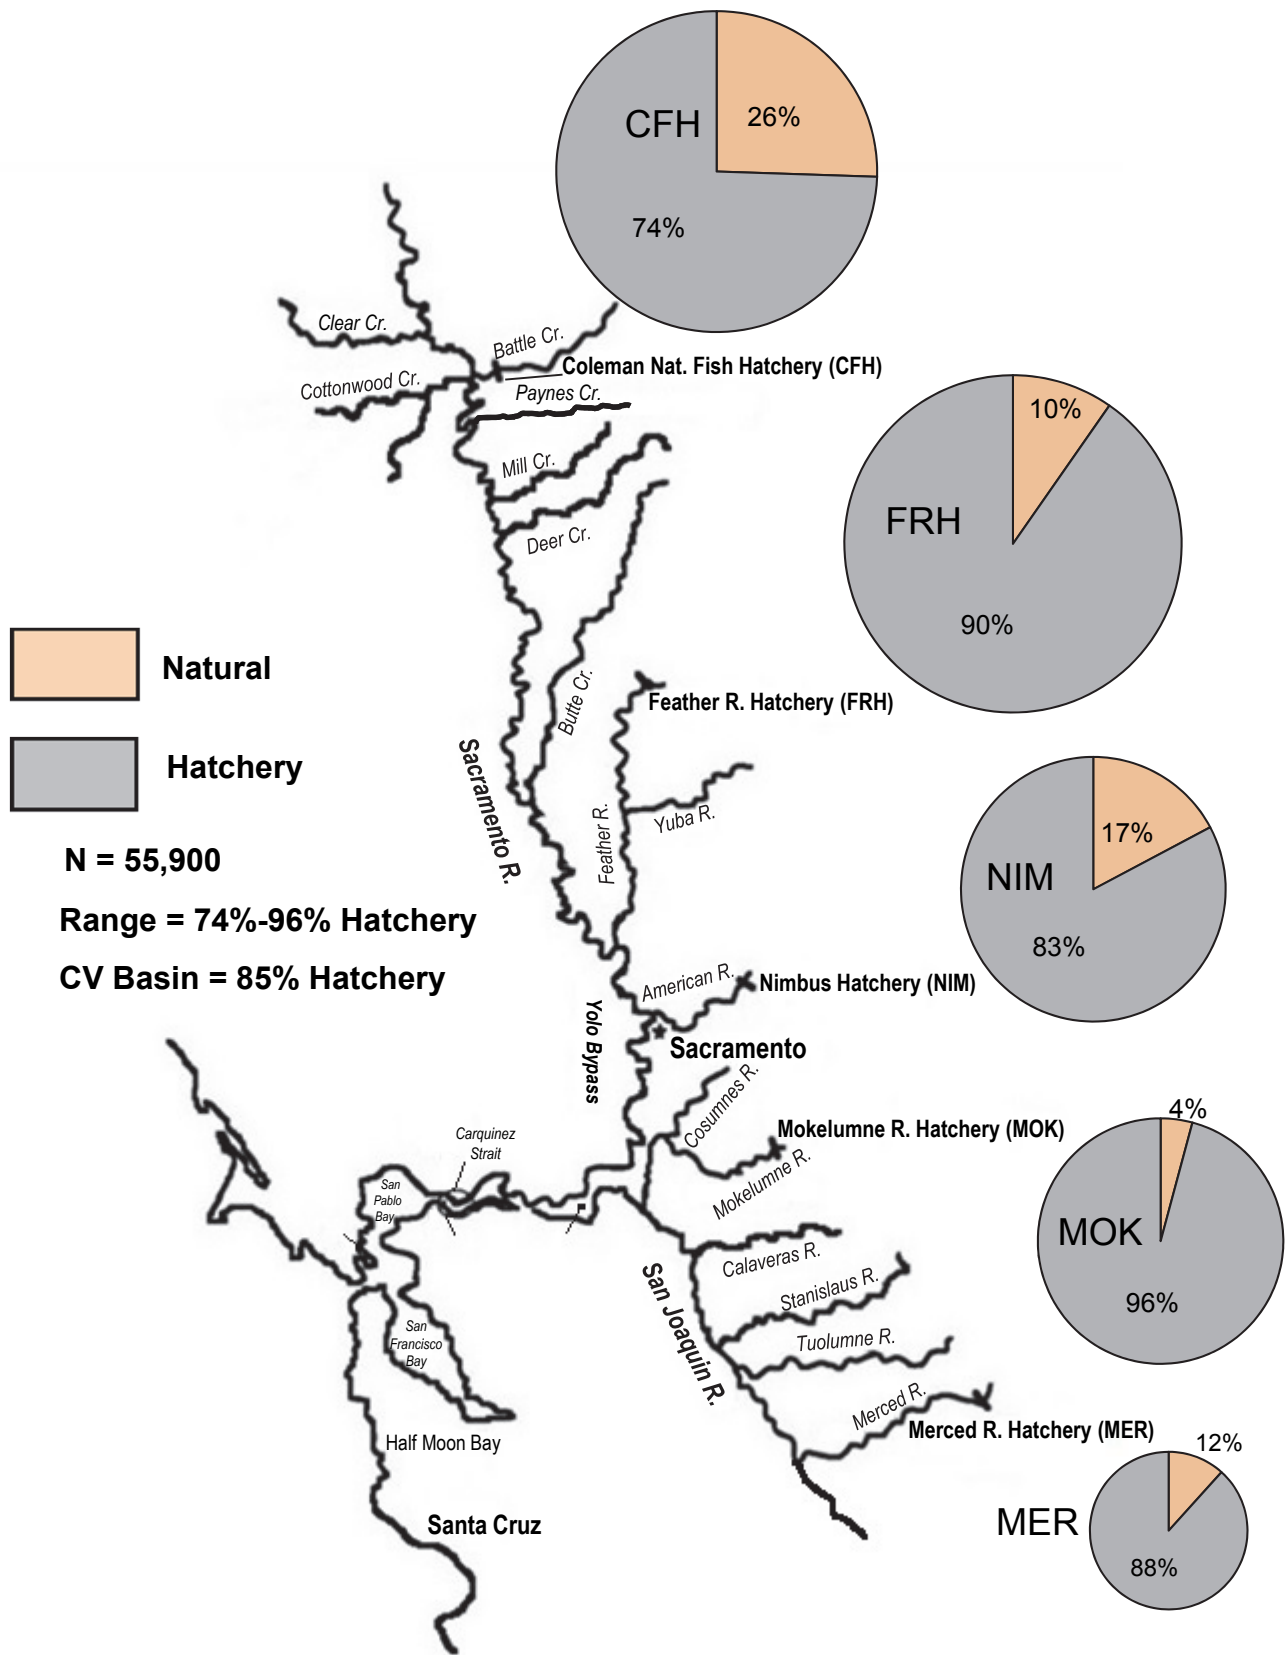 CFH
26%
74%
Clear Cr.
Battle Cr.
Coleman Nat. Fish Hatchery (CFH)
Cottonwood Cr.
Paynes Cr.
10%
Mill Cr.
FRH
Deer Cr.
90%
Natural
Butte Cr.
Feather R. Hatchery (FRH)
Hatchery
Sacramento R.
Feather R.
Yuba R.
17%
N = 55,900
NIM
Range = 74%-96% Hatchery
83%
CV Basin = 85% Hatchery
American R.
Nimbus Hatchery (NIM)
Yolo Bypass
Sacramento
Cosumnes R.
4%
Mokelumne R. Hatchery (MOK)
Carquinez
Strait
Mokelumne R.
San
Pablo
Bay
MOK
Calaveras R.
96%
San Joaquin R.
Stanislaus R.
San
Francisco
Bay
Tuolumne R.
Merced R.
Merced R. Hatchery (MER)
Half Moon Bay
12%
Santa Cruz
MER
88%